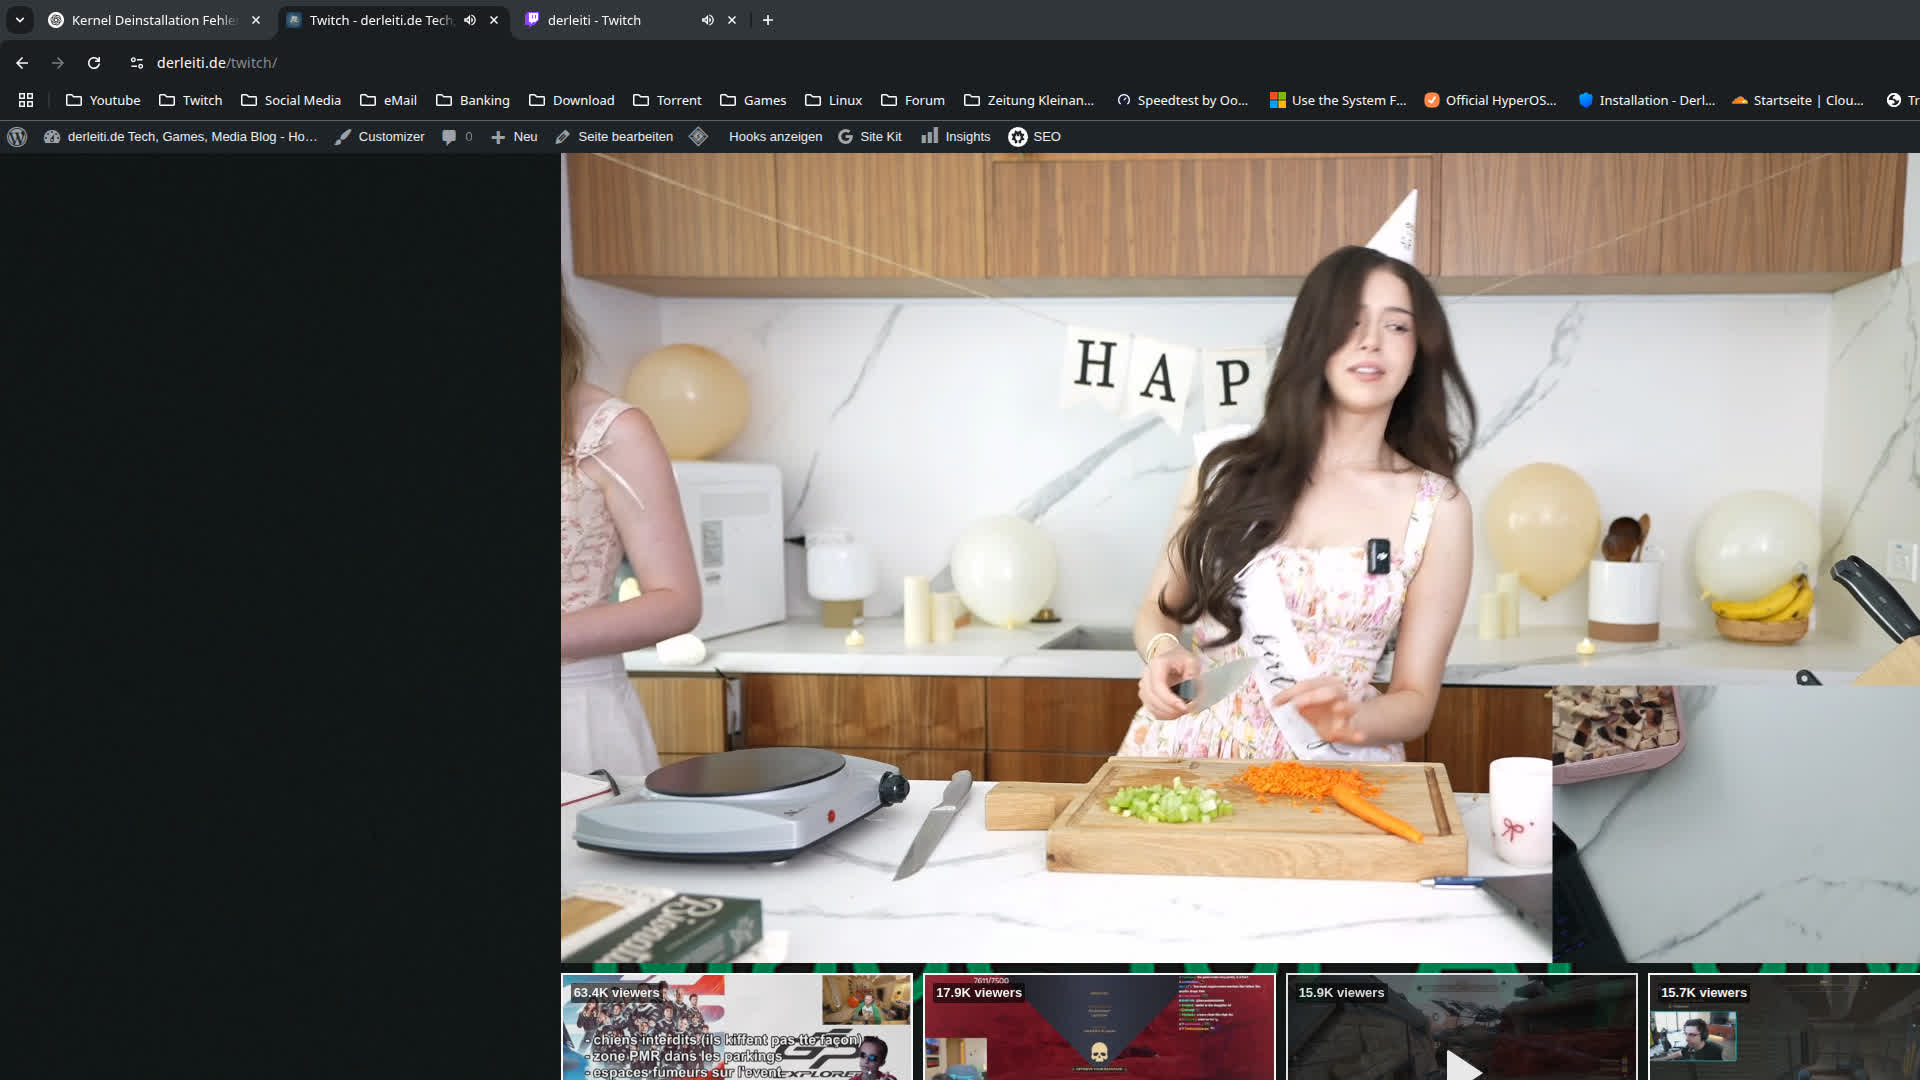 Kernel Deinstallation Fehle
Twitch - derleiti.de Tech,
derleiti - Twitch
derleiti.de/twitch/
Youtube
Twitch
Social Media
eMail
Banking
Download
Torrent
Games
Linux
Forum
Zeitung Kleinan...
Speedtest by Oo...
Use the System F...
Official HyperOS...
Installation - Derl...
Startseite | Clou...
Tr
derleiti.de Tech, Games, Media Blog - Ho...
Customizer
0
Neu
Seite bearbeiten
Hooks anzeigen
Site Kit
Insights
SEO
HAP
63.4K viewers
- chiens interdits (ils kiffent pas tte façon)
- zone PMR dans les parkings
- espaces fumeurs sur l'event
EXPLORER
7611/7500
17.9K viewers
15.9K viewers
15.7K viewers